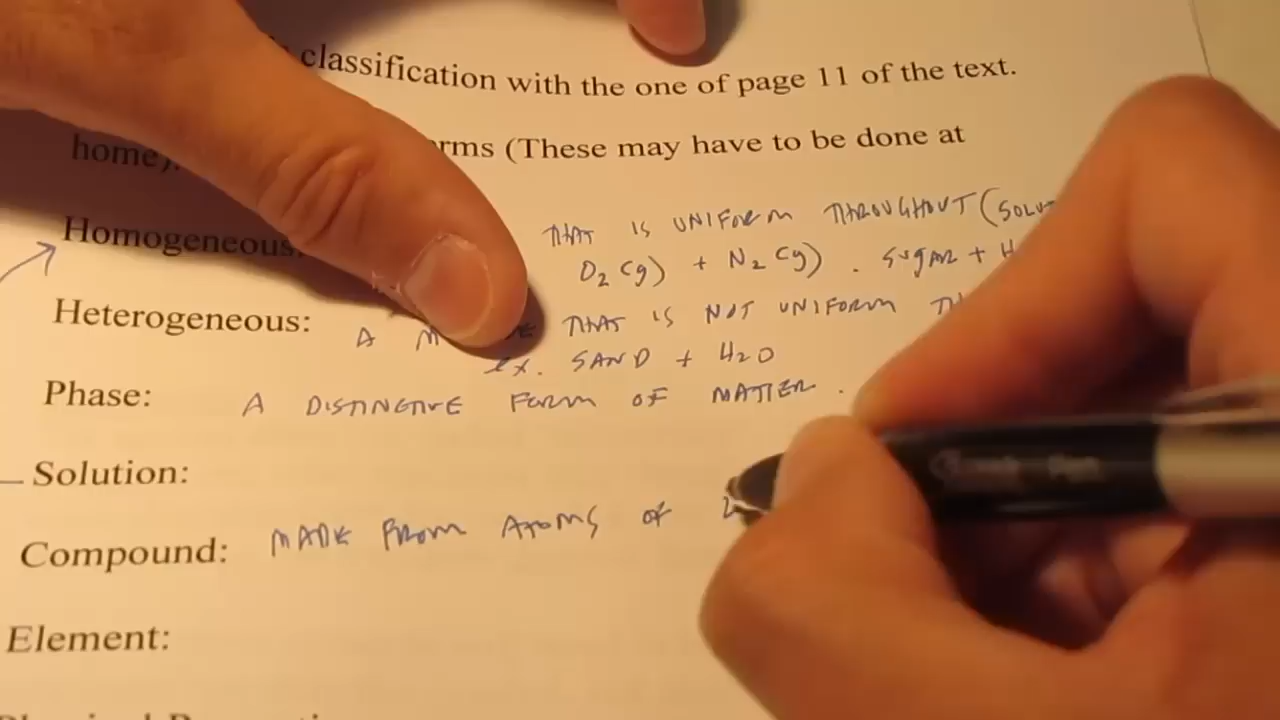 classification with the one of page 11 of the text.
home). rms (These may have to be done at
Homogeneous: THAT IS UNIFORM THROUGHOUT (SOLU
O2 (g) + N2 (g) . SUGAR + H
Heterogeneous: A M THAT IS NOT UNIFORM TH
ex. SAND + H2O
Phase: A DISTINCTIVE FORM OF MATTER .
Solution:
Compound: MADE FROM ATOMS OF 2
Element: